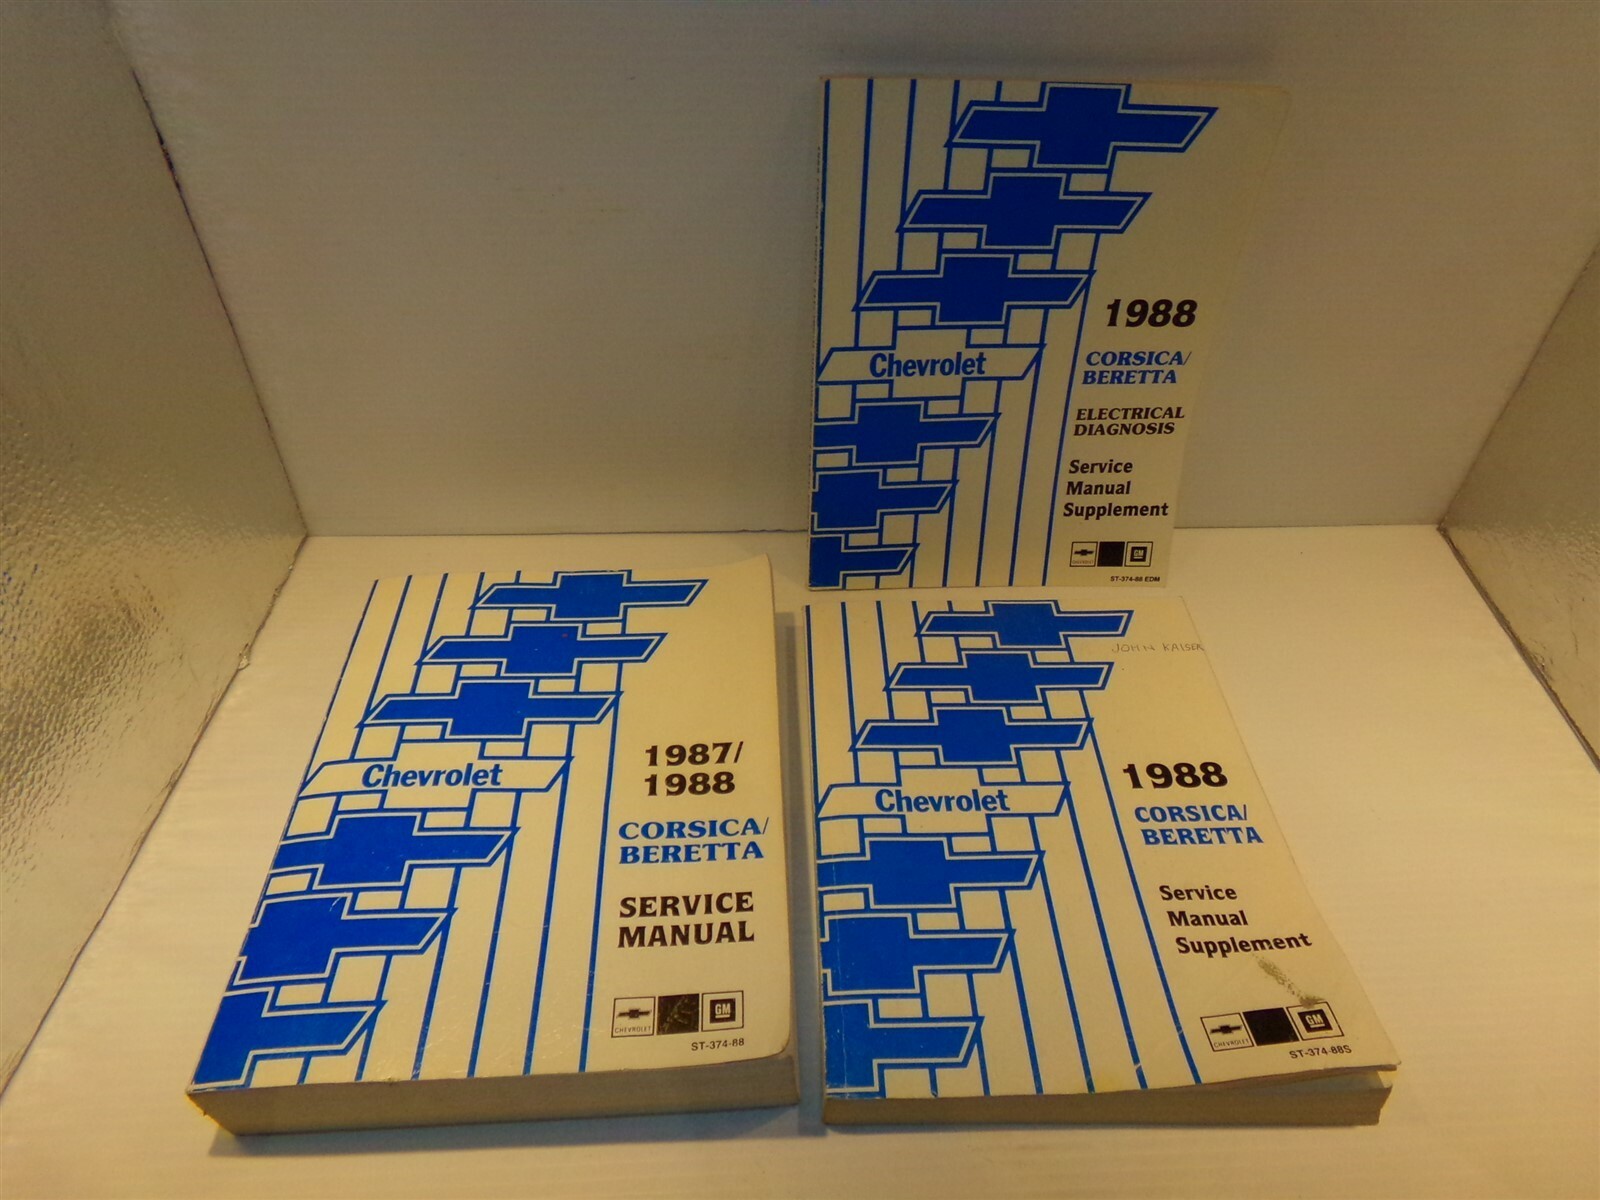 1988
CORSICA/
BERETTA
ELECTRICAL
DIAGNOSIS
Service
Manual
Supplement
Chevrolet
CHEVROLET
GM
ST-374-88 EDM
1987/
1988
CORSICA/
BERETTA
SERVICE
MANUAL
Chevrolet
CHEVROLET
GM
ST-374-88
JOHN KAISER
1988
CORSICA/
BERETTA
Service
Manual
Supplement
Chevrolet
CHEVROLET
GM
ST-374-88S